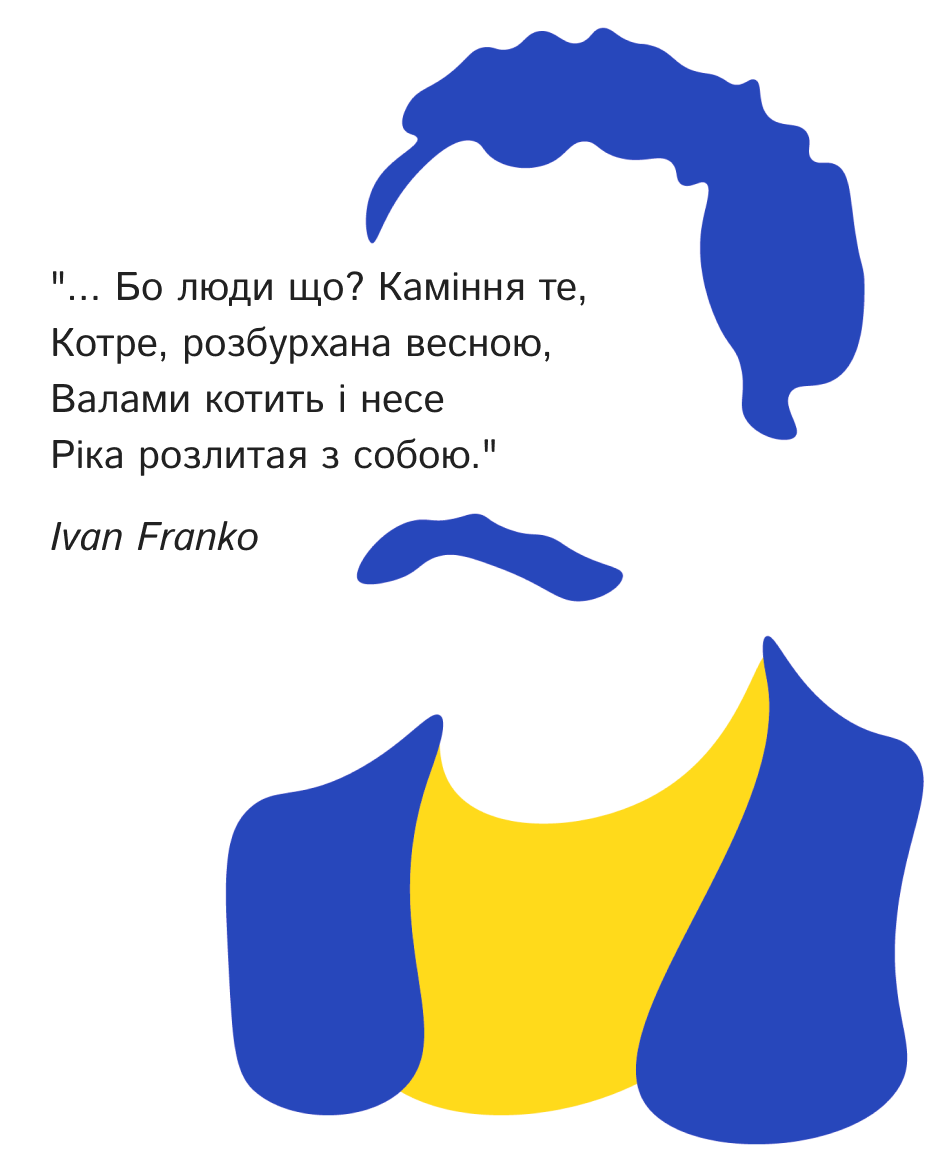 "... Бо люди що? Каміння те,
Котре, розбурхана весною,
Валами котить і несе
Ріка розлитая з собою."
Ivan Franko